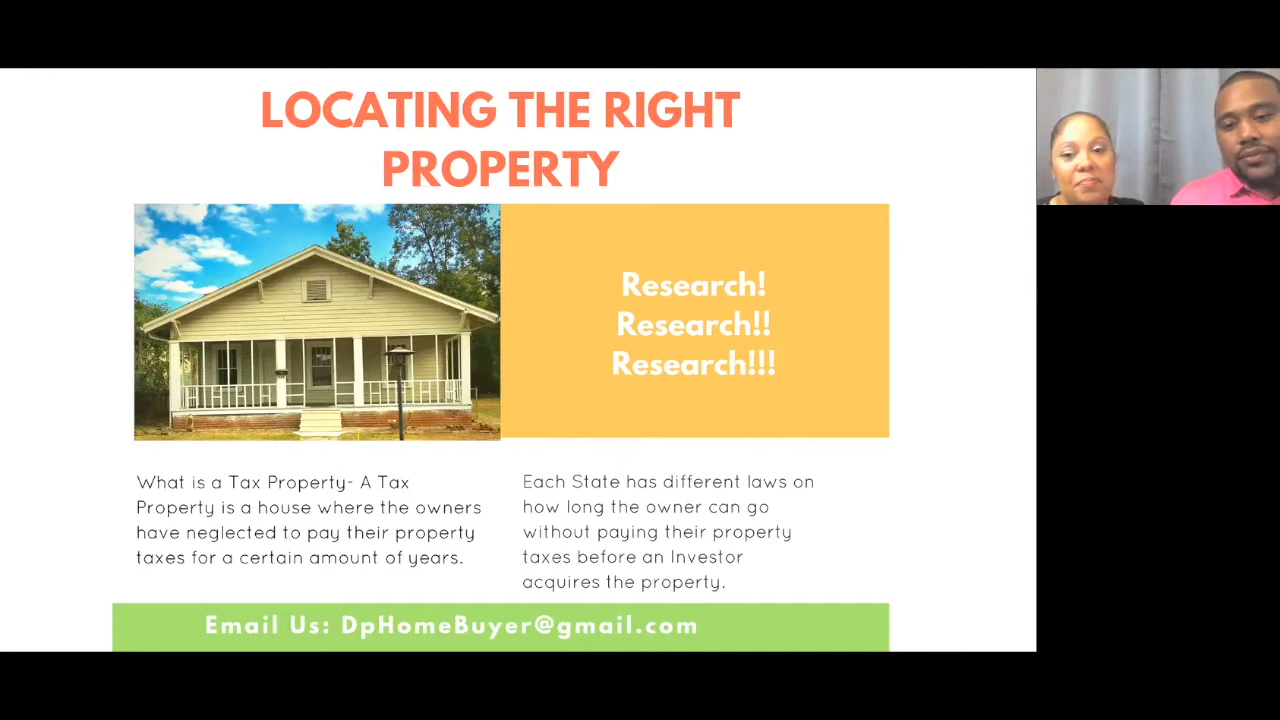 LOCATING THE RIGHT
PROPERTY
Research!
Research!!
Research!!!
What is a Tax Property- A Tax
Property is a house where the owners
have neglected to pay their property
taxes for a certain amount of years.
Each State has different laws on
how long the owner can go
without paying their property
taxes before an Investor
acquires the property.
Email Us: DpHomeBuyer@gmail.com